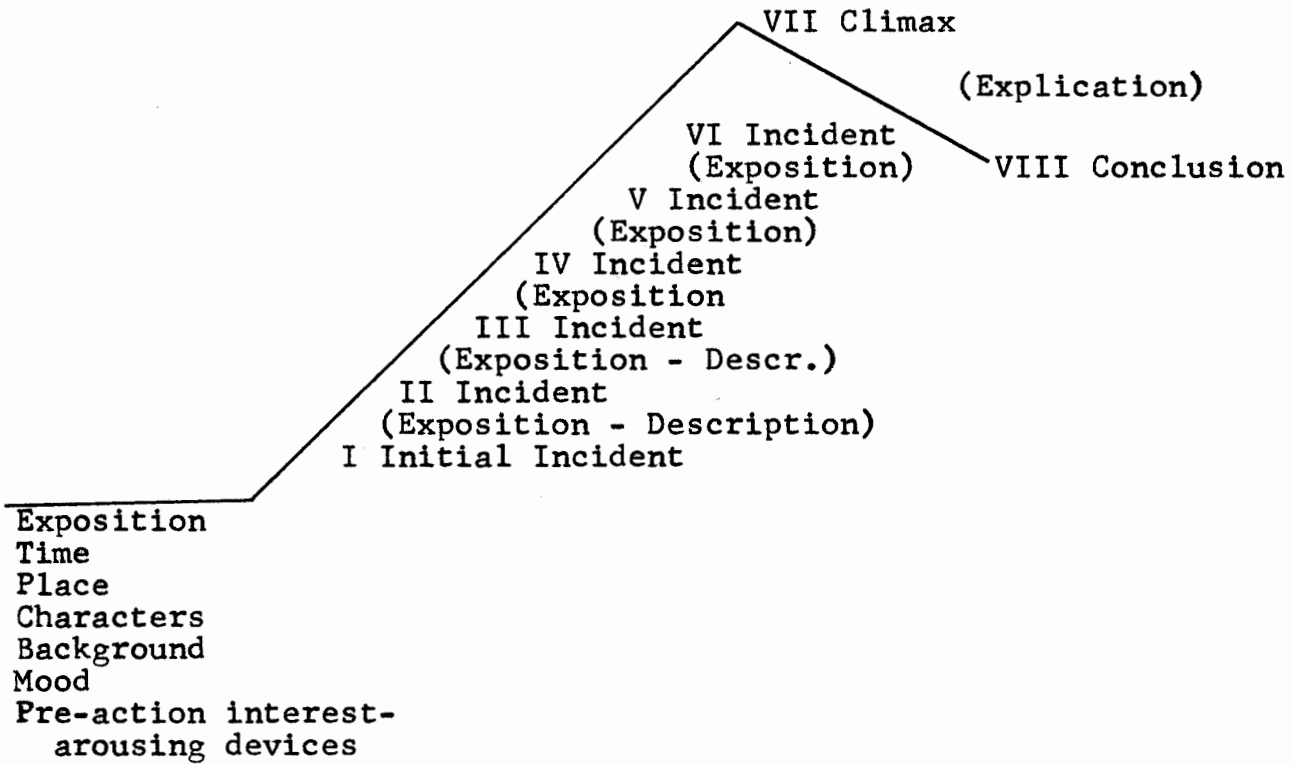 VII Climax
(Explication)
VI Incident
(Exposition)
VIII Conclusion
V Incident
(Exposition)
IV Incident
(Exposition
III Incident
(Exposition - Descr.)
II Incident
(Exposition - Description)
I Initial Incident
Exposition
Time
Place
Characters
Background
Mood
Pre-action interest-
arousing devices